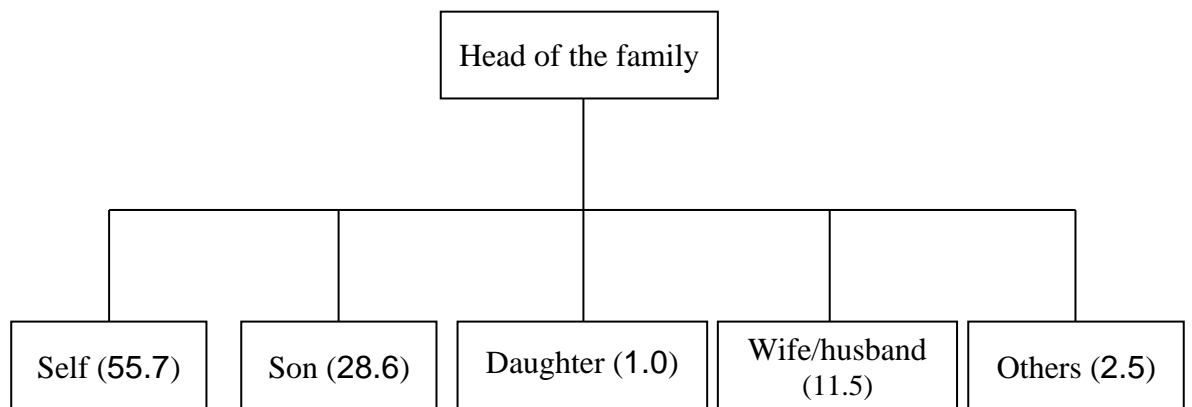 Head of the family
Self (55.7)
Son (28.6)
Daughter (1.0)
Wife/husband
(11.5)
Others (2.5)